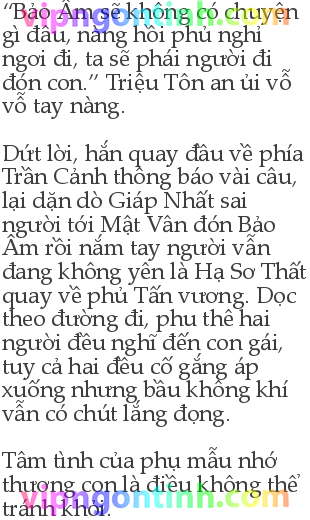 “Bảo Âm sẽ không có chuyện
gì đâu, nàng hồi phủ nghỉ
ngơi đi, ta sẽ phái người đi
đón con.” Triệu Tôn an ủi vỗ
vỗ tay nàng.
Dứt lời, hắn quay đầu về phía
Trần Cảnh thông báo vài câu,
lại dặn dò Giáp Nhất sai
người tới Mật Vân đón Bảo
Âm rồi nắm tay người vẫn
đang không yên là Hạ Sơ Thất
quay về phủ Tấn vương. Dọc
theo đường đi, phu thê hai
người đều nghĩ đến con gái,
tuy cả hai đều cố gắng áp
xuống nhưng bầu không khí
vẫn có chút lắng đọng.
Tâm tình của phụ mẫu nhớ
thương con là điều không thể
tránh khỏi.
vipngontinh.com
vipngontinh.com